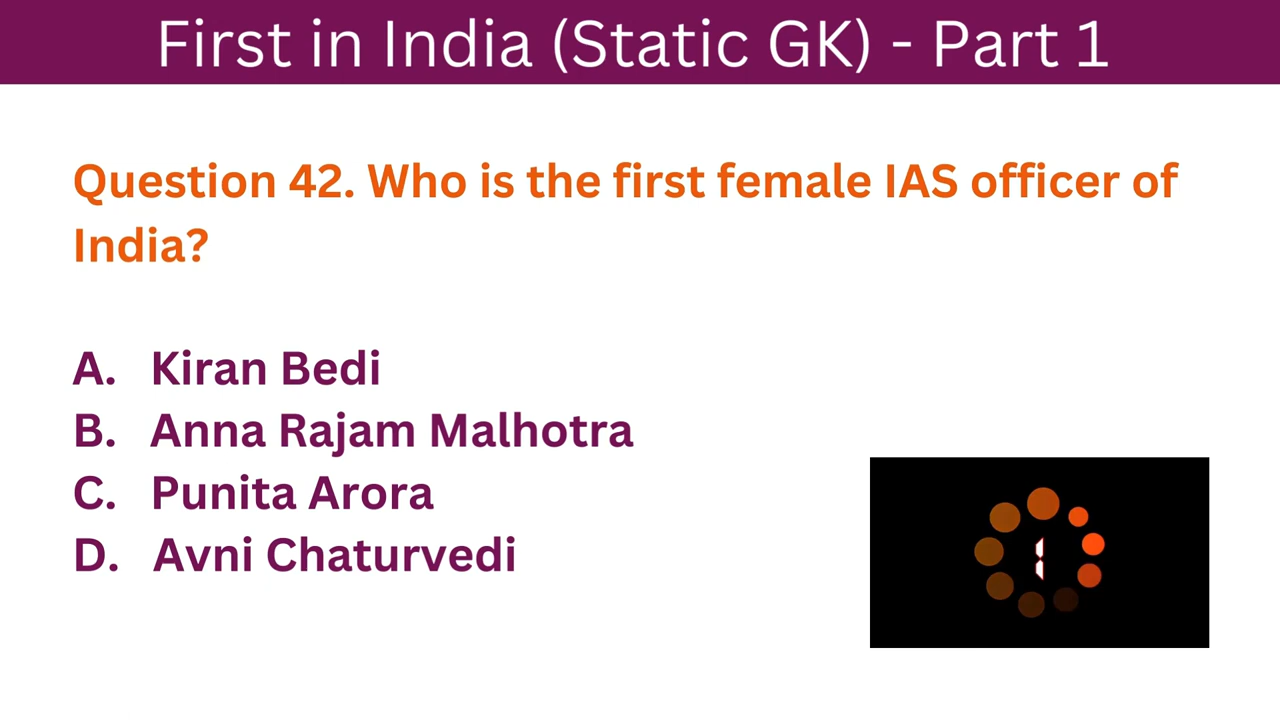 First in India (Static GK) - Part 1
Question 42. Who is the first female IAS officer of
India?
A. Kiran Bedi
B. Anna Rajam Malhotra
C. Punita Arora
D. Avni Chaturvedi
1